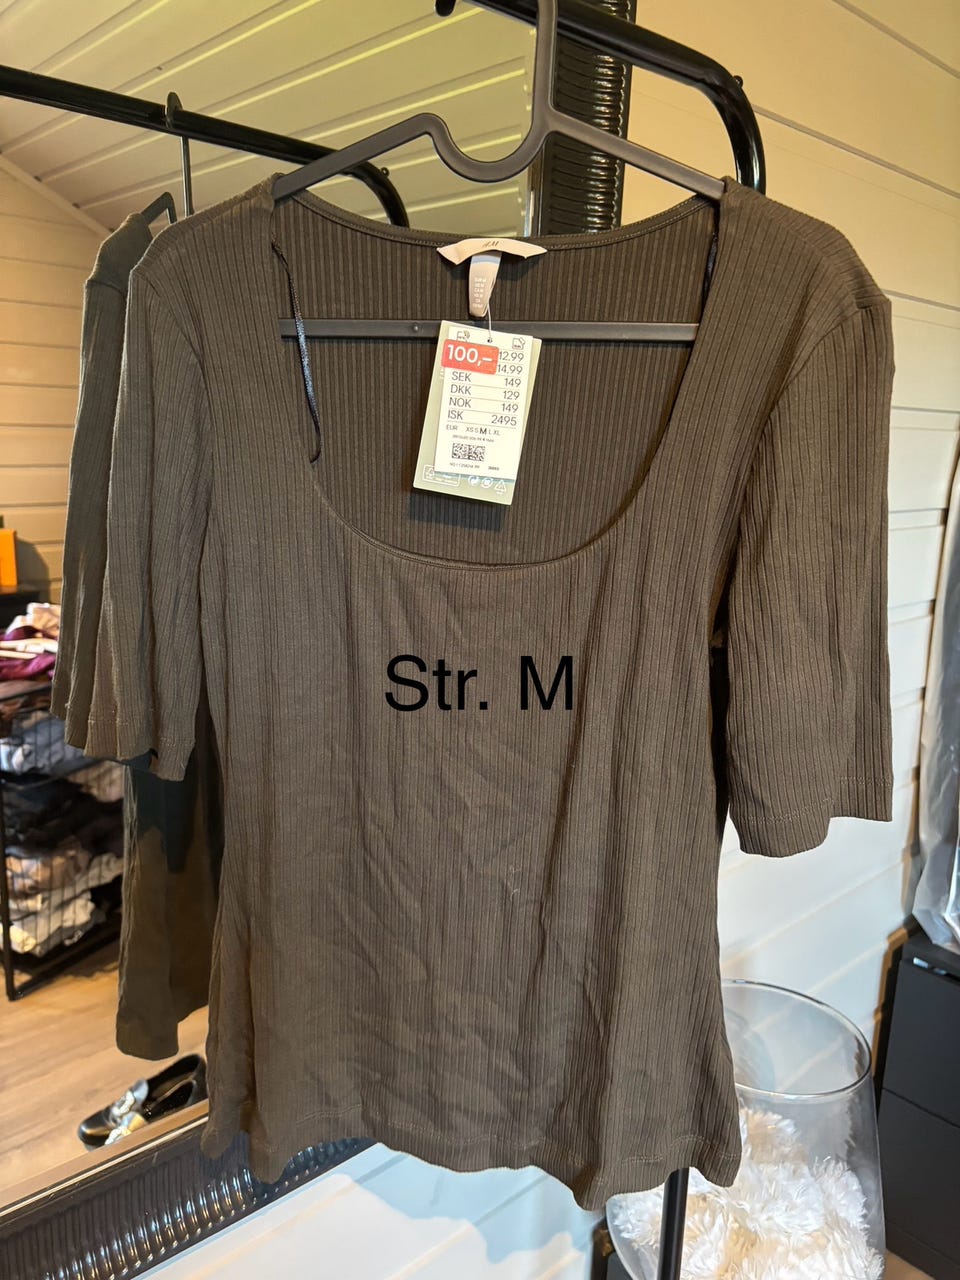 H&M
100,-
12.99
14.99
SEK 149
DKK 129
NOK 149
ISK 2495
EUR XS S M L XL
Str. M